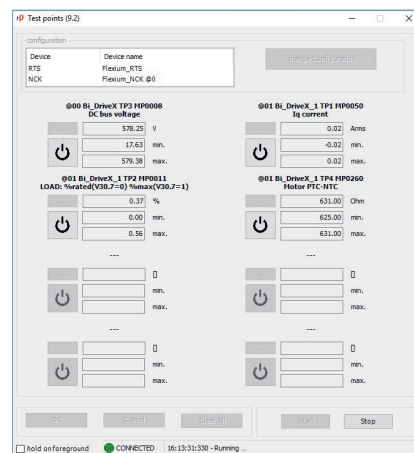 rp Test points (9.2)
configuration
Device Device name
RTS Flexium_RTS
NCK Flexium_NCK @0
change Configuration
@00 Bi_DriveX TP3 MP0008
DC bus voltage
... 578.25 V
17.63 min.
579.38 max.
@01 Bi_DriveX_1 TP1 MP0050
Iq current
... 0.02 Arms
-0.02 min.
0.02 max.
@01 Bi_DriveX_1 TP2 MP0011
LOAD: %rated(V30.7=0) %max(V30.7=1)
... 0.37 %
0.00 min.
0.56 max.
@01 Bi_DriveX_1 TP6 MP0260
Motor PTC-NTC
... 631.00 Ohm
625.00 min.
631.00 max.
---
... []
min.
max.
---
... []
min.
max.
---
... []
min.
max.
---
... []
min.
max.
OK Cancel Clear All Start Stop
hold on foreground CONNECTED 16:13:31:330 - Running ...